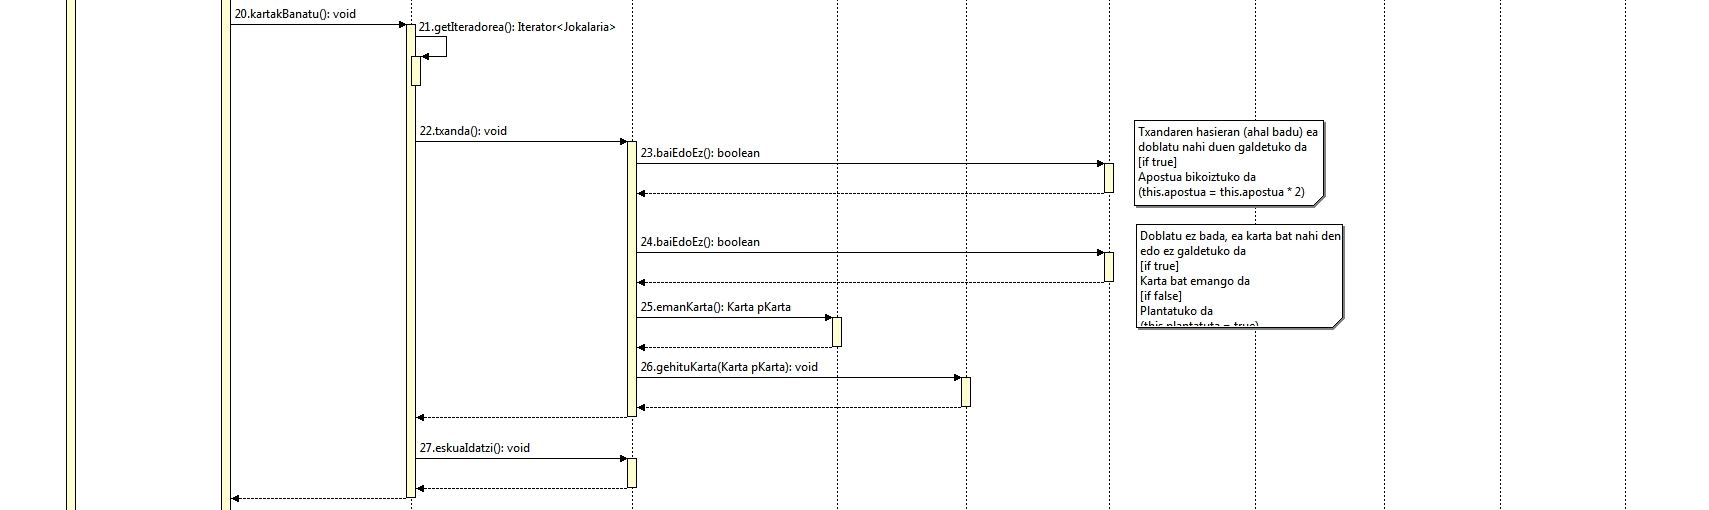 20.kartakBanatu(): void
21.getIteradorea(): Iterator<Jokalaria>
22.txanda(): void
23.baiEdoEz(): boolean
Txandaren hasieran (ahal badu) ea
doblatu nahi duen galdetuko da
[if true]
Apostua bikoiztuko da
(this.apostua = this.apostua * 2)
24.baiEdoEz(): boolean
Doblatu ez bada, ea karta bat nahi den
edo ez galdetuko da
[if true]
Karta bat emango da
[if false]
Plantatuko da
(this.plantatuta = true)
25.emanKarta(): Karta pKarta
26.gehituKarta(Karta pKarta): void
27.eskuaIdatzi(): void